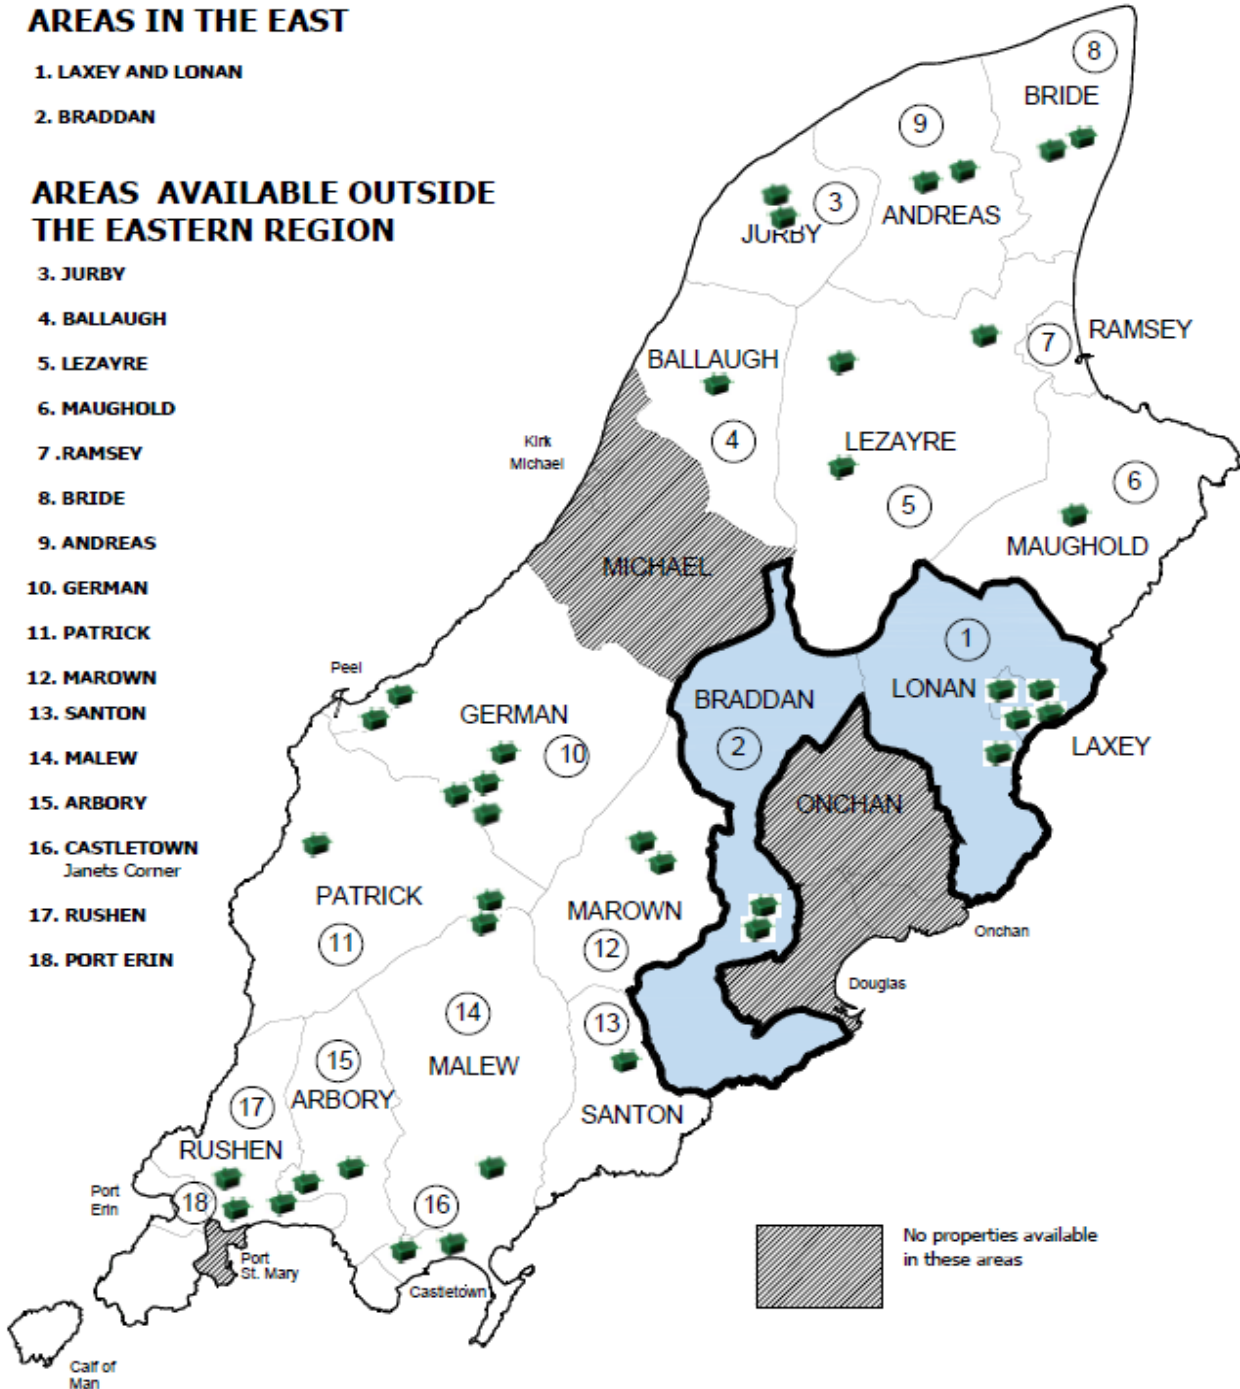 AREAS IN THE EAST
1. LAXEY AND LONAN
2. BRADDAN
AREAS AVAILABLE OUTSIDE
THE EASTERN REGION
3. JURBY
4. BALLAUGH
5. LEZAYRE
6. MAUGHOLD
7 .RAMSEY
8. BRIDE
9. ANDREAS
10. GERMAN
11. PATRICK
12. MAROWN
13. SANTON
14. MALEW
15. ARBORY
16. CASTLETOWN
Janets Corner
17. RUSHEN
18. PORT ERIN
8
BRIDE
9
ANDREAS
3
JURBY
7
RAMSEY
BALLAUGH
4
LEZAYRE
5
6
MAUGHOLD
Kirk
Michael
MICHAEL
1
LONAN
LAXEY
BRADDAN
2
ONCHAN
Onchan
Douglas
Peel
GERMAN
10
PATRICK
11
MAROWN
12
13
SANTON
14
MALEW
15
ARBORY
17
RUSHEN
16
18
Port
Erin
Port
St. Mary
Castletown
Calf of
Man
No properties available
in these areas